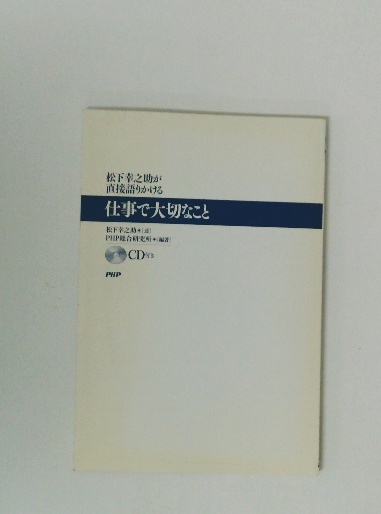 松下幸之助が
直接語りかける
仕事で大切なこと
松下幸之助●[述]
PHP総合研究所●[編著]
CD付き
PHP